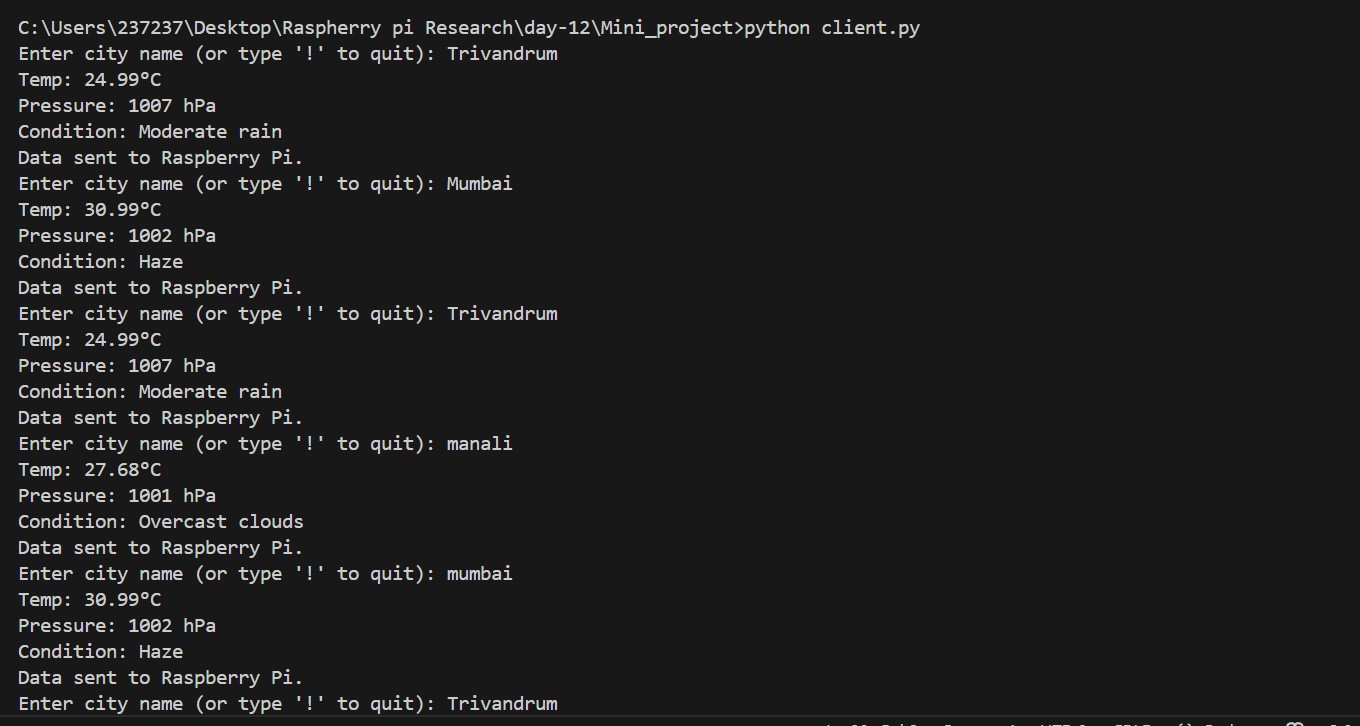 C:\Users\237237\Desktop\Raspherry pi Research\day-12\Mini_project>python client.py
Enter city name (or type '!' to quit): Trivandrum
Temp: 24.99°C
Pressure: 1007 hPa
Condition: Moderate rain
Data sent to Raspberry Pi.
Enter city name (or type '!' to quit): Mumbai
Temp: 30.99°C
Pressure: 1002 hPa
Condition: Haze
Data sent to Raspberry Pi.
Enter city name (or type '!' to quit): Trivandrum
Temp: 24.99°C
Pressure: 1007 hPa
Condition: Moderate rain
Data sent to Raspberry Pi.
Enter city name (or type '!' to quit): manali
Temp: 27.68°C
Pressure: 1001 hPa
Condition: Overcast clouds
Data sent to Raspberry Pi.
Enter city name (or type '!' to quit): mumbai
Temp: 30.99°C
Pressure: 1002 hPa
Condition: Haze
Data sent to Raspberry Pi.
Enter city name (or type '!' to quit): Trivandrum